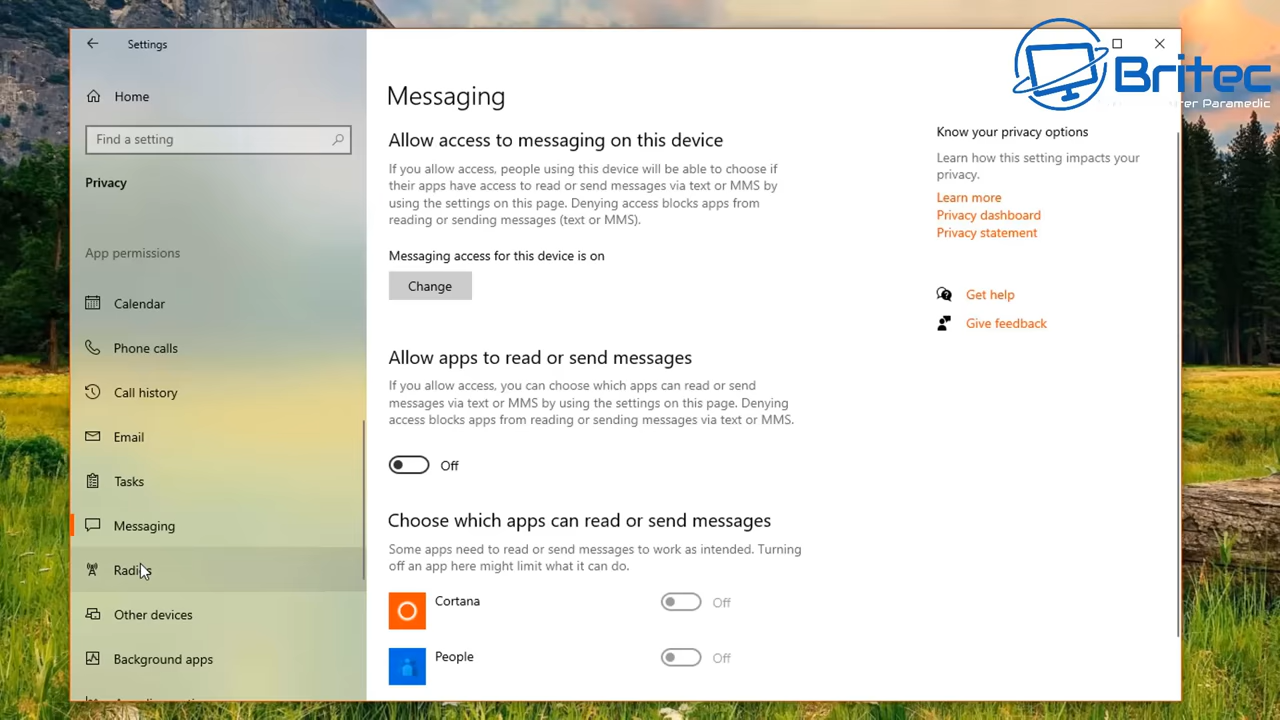 Settings
Britec
Home
Find a setting
Privacy
App permissions
Calendar
Phone calls
Call history
Email
Tasks
Messaging
Other devices
Background apps
Messaging
Allow access to messaging on this device
If you allow access, people using this device will be able to choose if
their apps have access to read or send messages via text or MMS by
using the settings on this page. Denying access blocks apps from
reading or sending messages (text or MMS).
Messaging access for this device is on
Change
Allow apps to read or send messages
If you allow access, you can choose which apps can read or send
messages via text or MMS by using the settings on this page. Denying
access blocks apps from reading or sending messages via text or MMS.
Off
Choose which apps can read or send messages
Some apps need to read or send messages to work as intended. Turning
off an app here might limit what it can do.
Cortana Off
People Off
Know your privacy options
Learn how this setting impacts your
privacy.
Learn more
Privacy dashboard
Privacy statement
Get help
Give feedback
Paramedic